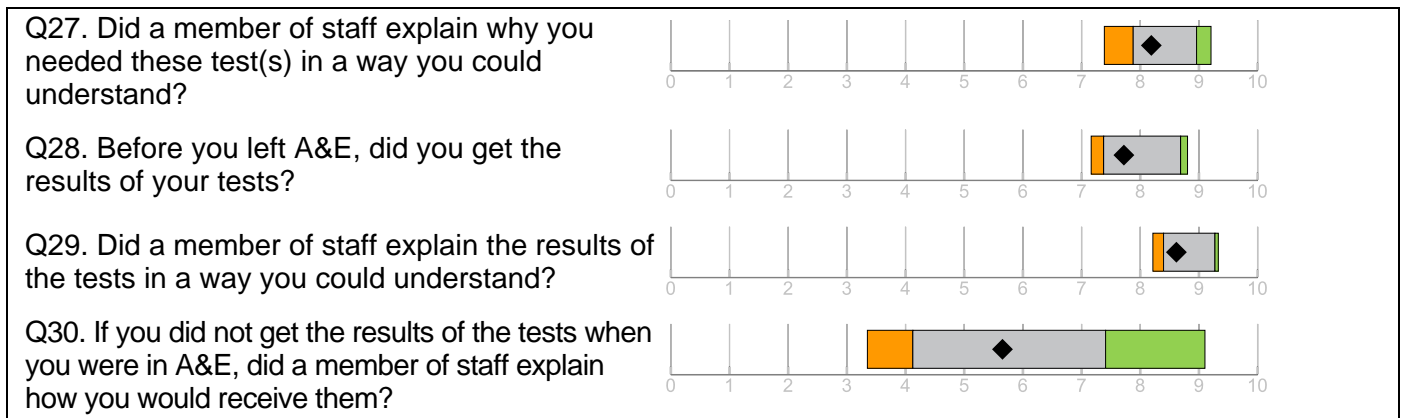 Q27. Did a member of staff explain why you
needed these test(s) in a way you could
understand?
0 1 2 3 4 5 6 7 8 9 10
Q28. Before you left A&E, did you get the
results of your tests?
0 1 2 3 4 5 6 7 8 9 10
Q29. Did a member of staff explain the results of
the tests in a way you could understand?
0 1 2 3 4 5 6 7 8 9 10
Q30. If you did not get the results of the tests when
you were in A&E, did a member of staff explain
how you would receive them?
0 1 2 3 4 5 6 7 8 9 10